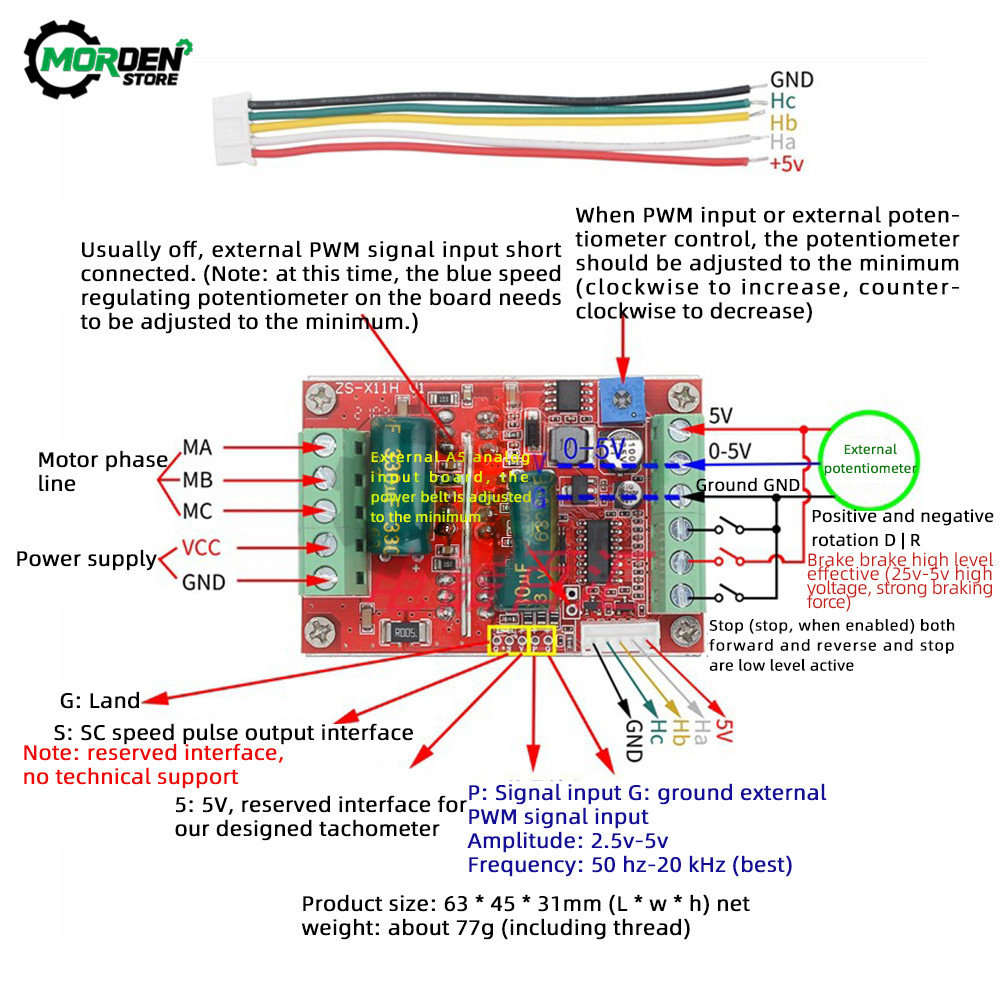 MORDEN
STORE
GND
Hc
Hb
Ha
+5v
When PWM input or external poten-
tiometer control, the potentiometer
should be adjusted to the minimum
(clockwise to increase, counter-
clockwise to decrease)
Usually off, external PWM signal input short
connected. (Note: at this time, the blue speed
regulating potentiometer on the board needs
to be adjusted to the minimum.)
ZS-X11H V1
5V
0-5V
Ground GND
External
potentiometer
0-5V
External A5 analog
input board, the
power belt is adjusted
to the minimum
Motor phase
line
MA
MB
MC
Power supply
VCC
GND
Positive and negative
rotation D | R
Brake brake high level
effective (25v-5v high
voltage, strong braking
force)
Stop (stop, when enabled) both
forward and reverse and stop
are low level active
R005
GND
Hc
Hb
Ha
5V
G: Land
S: SC speed pulse output interface
Note: reserved interface,
no technical support
5: 5V, reserved interface for
our designed tachometer
P: Signal input G: ground external
PWM signal input
Amplitude: 2.5v-5v
Frequency: 50 hz-20 kHz (best)
Product size: 63 * 45 * 31mm (L * w * h) net
weight: about 77g (including thread)